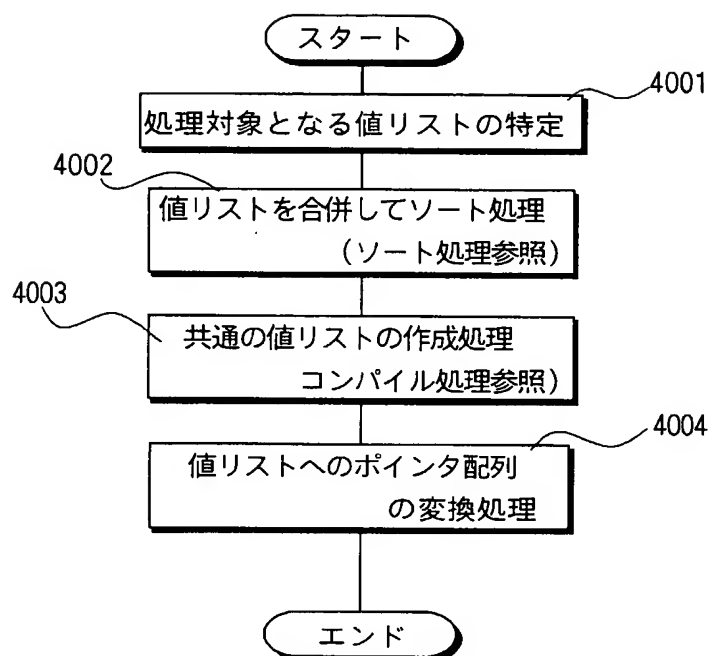 スタート
4001
処理対象となる値リストの特定
4002
値リストを合併してソート処理
(ソート処理参照)
4003
共通の値リストの作成処理
コンパイル処理参照)
4004
値リストへのポインタ配列
の変換処理
エンド